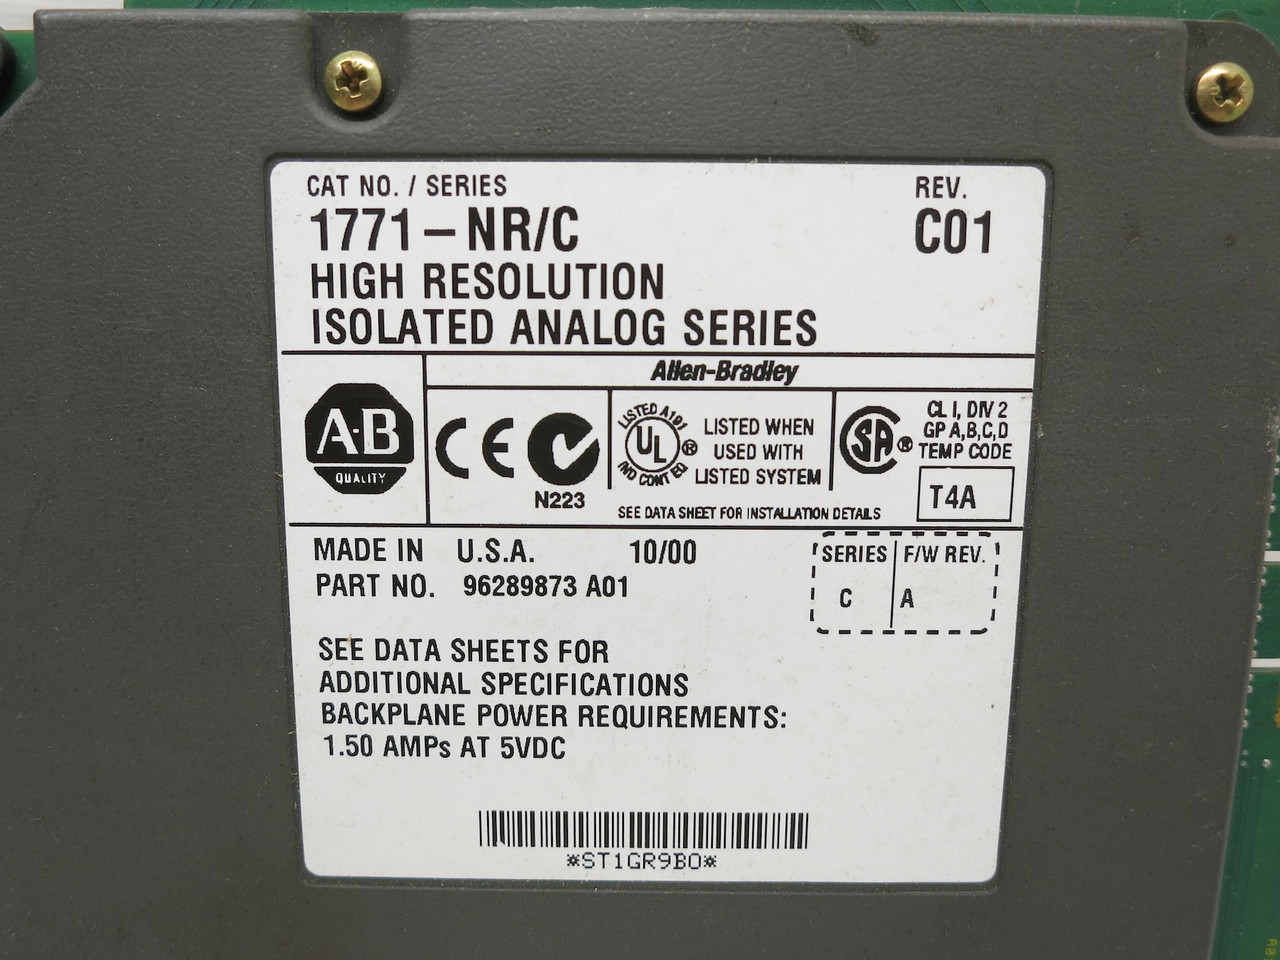 CAT NO. / SERIES
REV.
1771-NR/C
C01
HIGH RESOLUTION
ISOLATED ANALOG SERIES
Allen-Bradley
A-B
QUALITY
CE
N223
LISTED A191
UL ®
IND CONT EQ
LISTED WHEN
USED WITH
LISTED SYSTEM
SA ®
CL I, DIV 2
GP A,B,C,D
TEMP CODE
T4A
SEE DATA SHEET FOR INSTALLATION DETAILS
MADE IN U.S.A. 10/00
PART NO. 96289873 A01
SERIES F/W REV.
C A
SEE DATA SHEETS FOR
ADDITIONAL SPECIFICATIONS
BACKPLANE POWER REQUIREMENTS:
1.50 AMPs AT 5VDC
*ST1GR9B0*